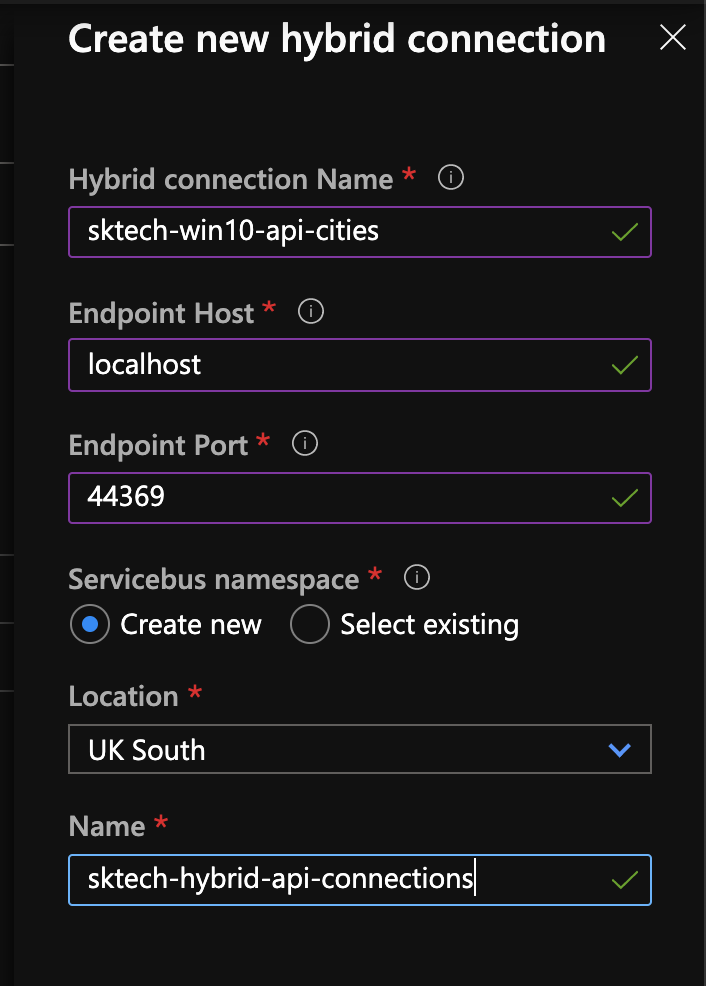 Create new hybrid connection
Hybrid connection Name *
sktech-win10-api-cities
Endpoint Host *
localhost
Endpoint Port *
44369
Servicebus namespace *
Create new Select existing
Location *
UK South
Name *
sktech-hybrid-api-connections